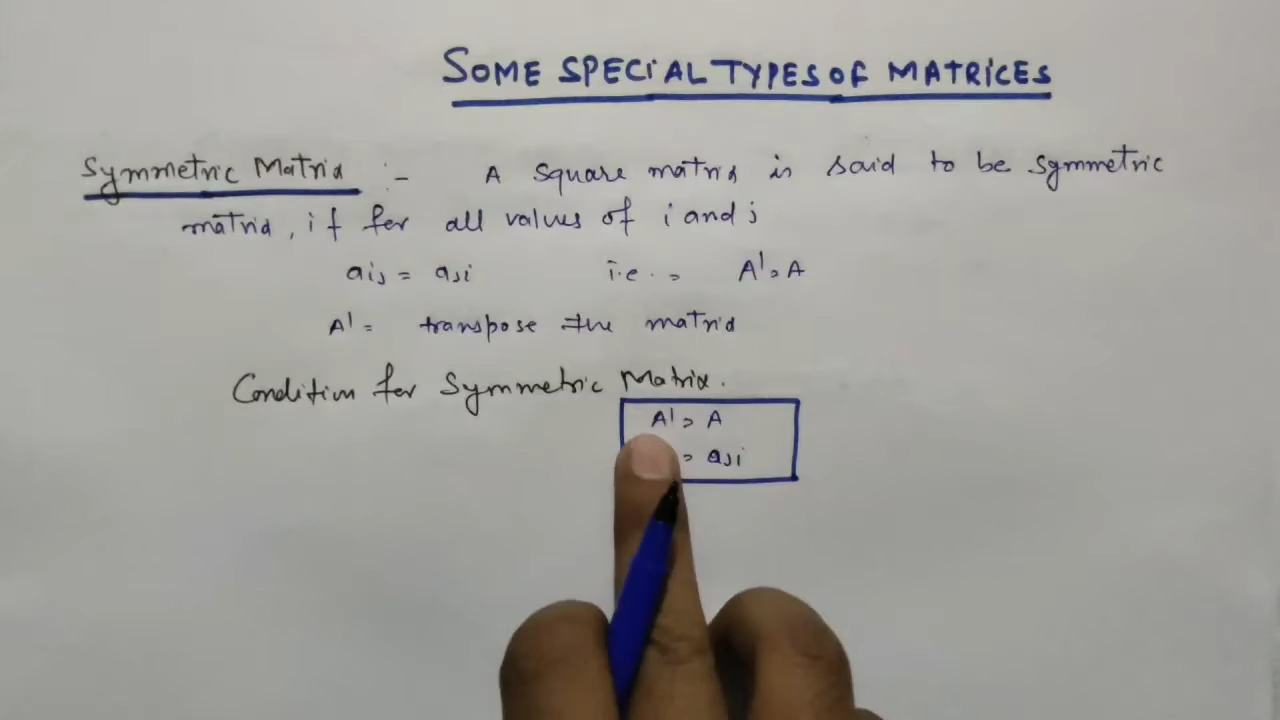 SOME SPECIAL TYPES OF MATRICES
Symmetric Matrix :- A square matrix is said to be symmetric
matrix, if for all values of i and j
aij = aji i.e. = A' = A
A' = transpose the matrix
Condition for Symmetric Matrix.
A' = A
= aji